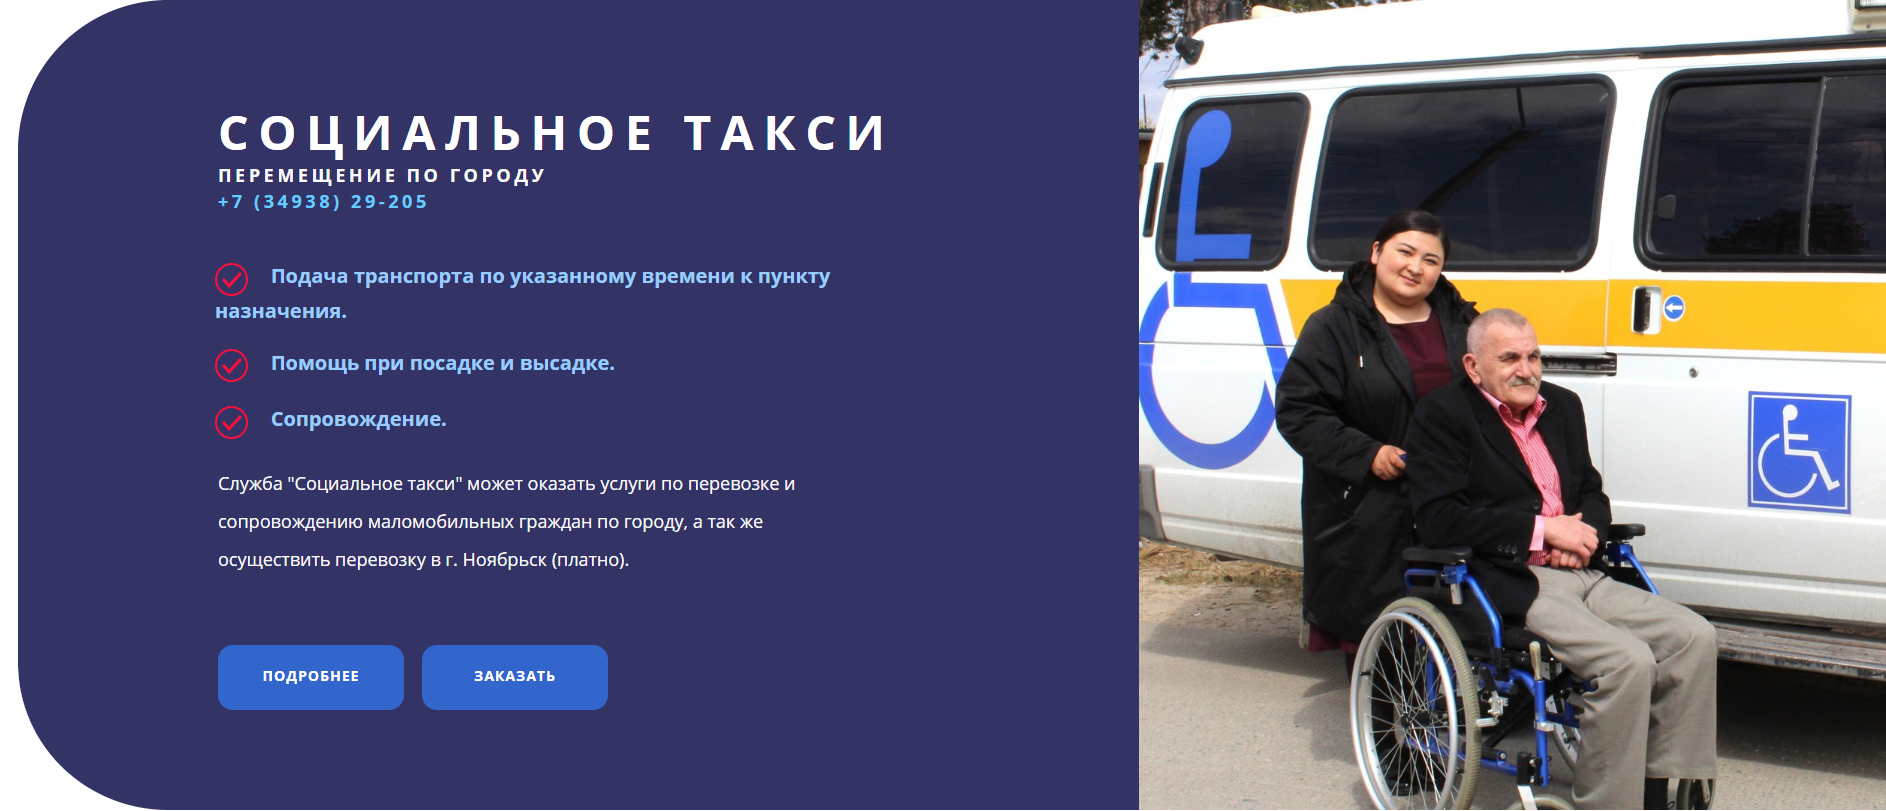 СОЦИАЛЬНОЕ ТАКСИ
ПЕРЕМЕЩЕНИЕ ПО ГОРОДУ
+7 (34938) 29-205
Подача транспорта по указанному времени к пункту
назначения.
Помощь при посадке и высадке.
Сопровождение.
Служба "Социальное такси" может оказать услуги по перевозке и
сопровождению маломобильных граждан по городу, а так же
осуществить перевозку в г. Ноябрьск (платно).
ПОДРОБНЕЕ
ЗАКАЗАТЬ